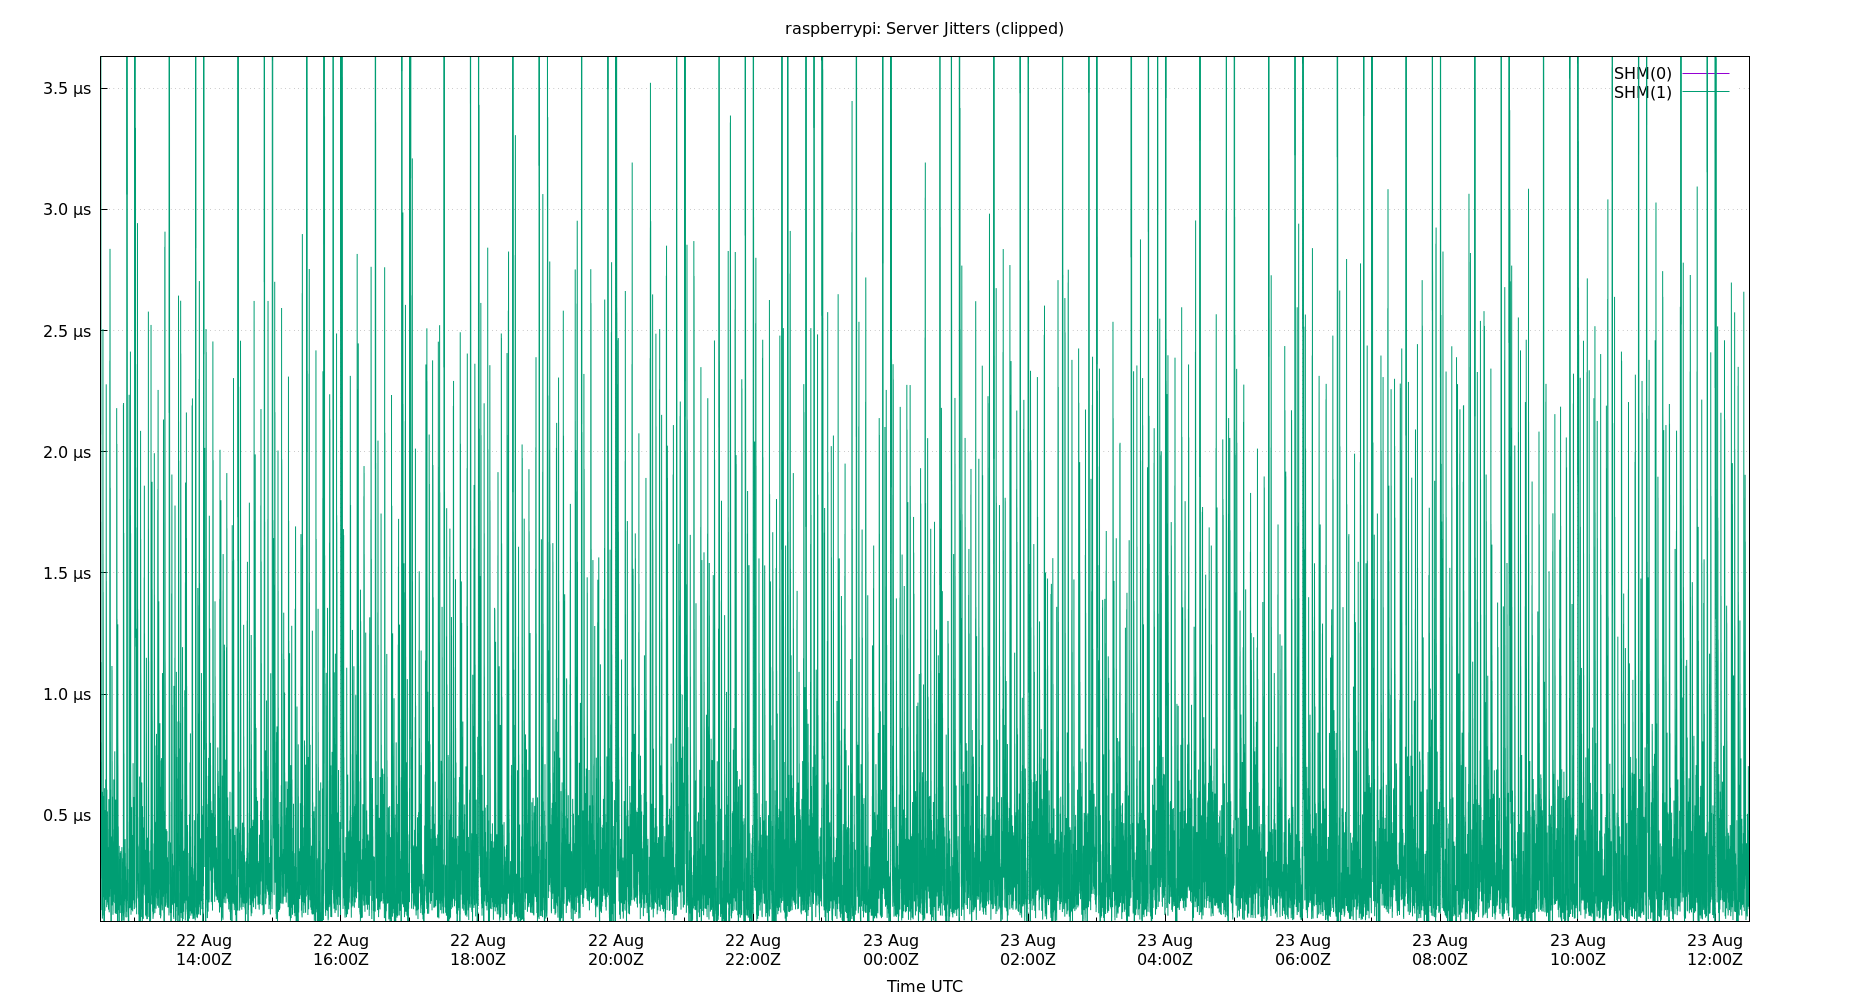 raspberrypi: Server Jitters (clipped)
SHM(0)
SHM(1)
3.5 µs
3.0 µs
2.5 µs
2.0 µs
1.5 µs
1.0 µs
0.5 µs
22 Aug 22 Aug 22 Aug 22 Aug 22 Aug 23 Aug 23 Aug 23 Aug 23 Aug 23 Aug 23 Aug 23 Aug
14:00Z 16:00Z 18:00Z 20:00Z 22:00Z 00:00Z 02:00Z 04:00Z 06:00Z 08:00Z 10:00Z 12:00Z
Time UTC